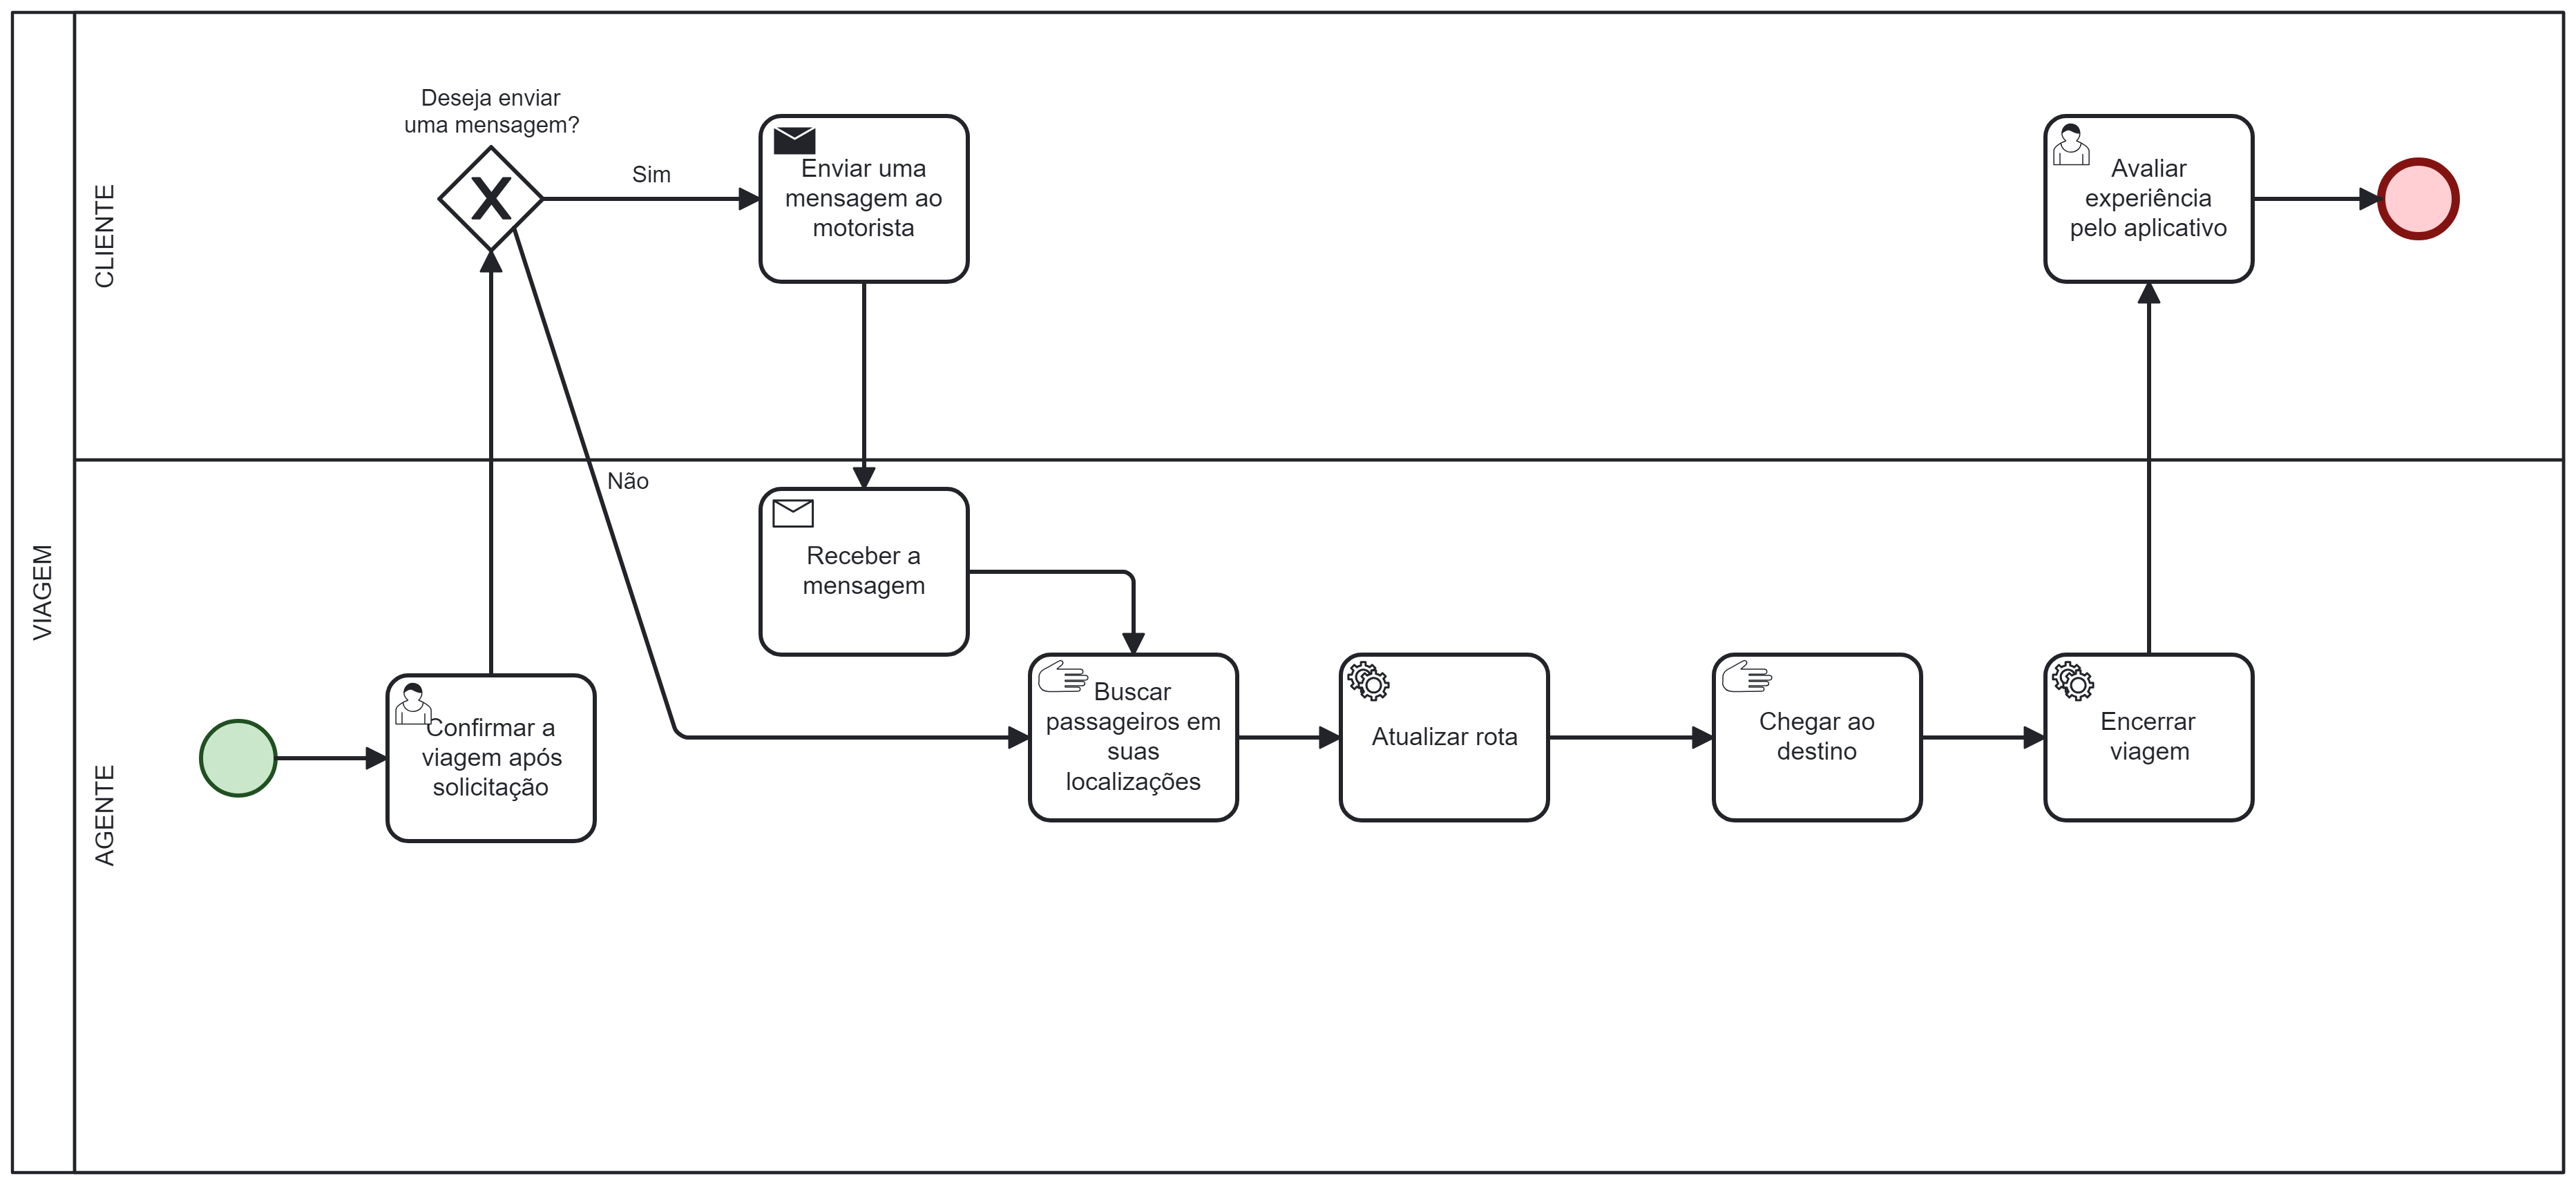 VIAGEM
CLIENTE
Deseja enviar
uma mensagem?
Sim
Enviar uma
mensagem ao
motorista
Avaliar
experiência
pelo aplicativo
AGENTE
Não
Receber a
mensagem
Confirmar a
viagem após
solicitação
Buscar
passageiros em
suas
localizações
Atualizar rota
Chegar ao
destino
Encerrar
viagem